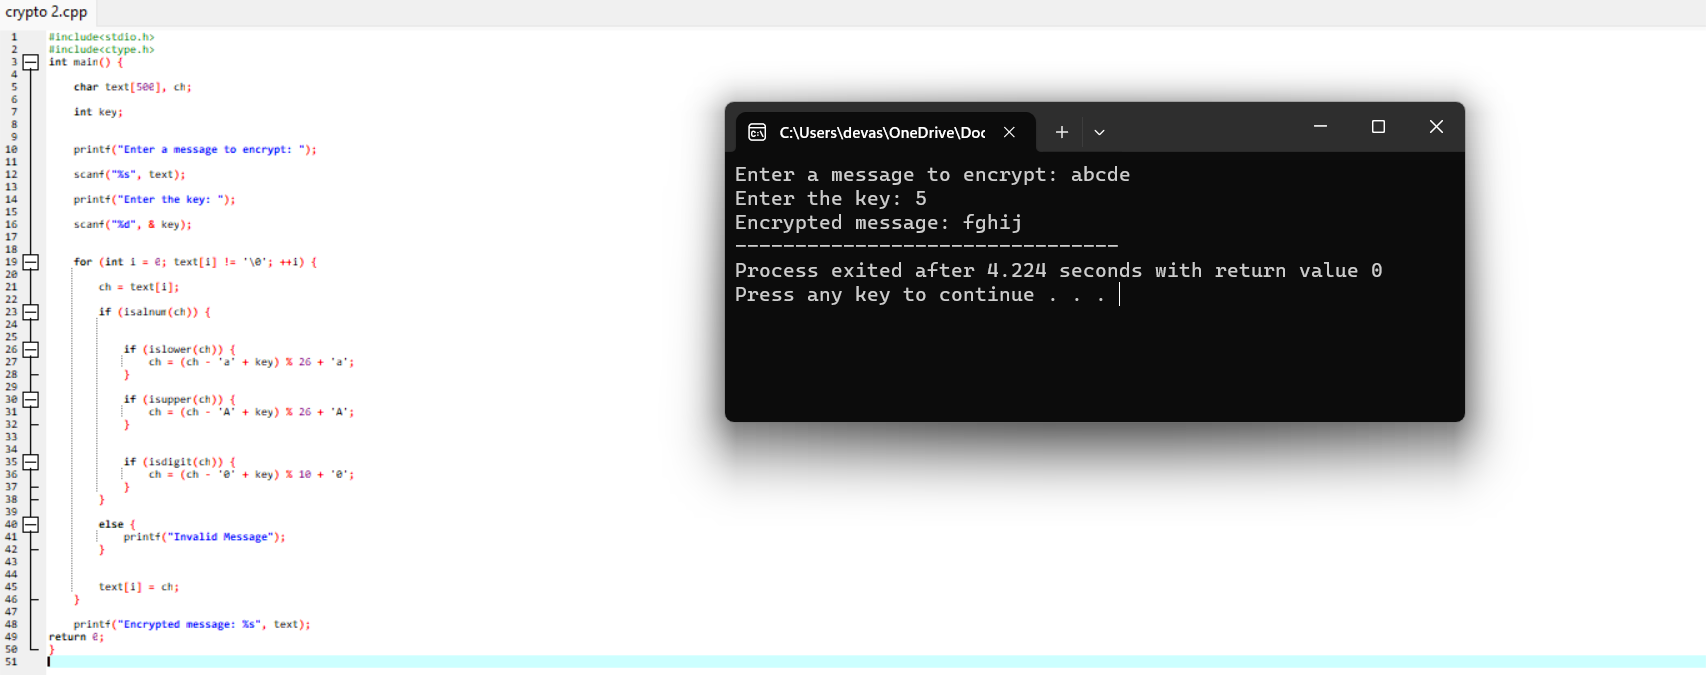 crypto 2.cpp
1 #include<stdio.h>
2 #include<ctype.h>
3 int main() {
4
5 char text[500], ch;
6
7 int key;
8
9
10 printf("Enter a message to encrypt: ");
11
12 scanf("%s", text);
13
14 printf("Enter the key: ");
15
16 scanf("%d", & key);
17
18
19 for (int i = 0; text[i] != '\0'; ++i) {
20
21 ch = text[i];
22
23 if (isalnum(ch)) {
24
25
26 if (islower(ch)) {
27 ch = (ch - 'a' + key) % 26 + 'a';
28 }
29
30 if (isupper(ch)) {
31 ch = (ch - 'A' + key) % 26 + 'A';
32 }
33
34
35 if (isdigit(ch)) {
36 ch = (ch - '0' + key) % 10 + '0';
37 }
38 }
39
40 else {
41 printf("Invalid Message");
42 }
43
44
45 text[i] = ch;
46 }
47
48 printf("Encrypted message: %s", text);
49 return 0;
50 }
51
C:\Users\devas\OneDrive\Doc
Enter a message to encrypt: abcde
Enter the key: 5
Encrypted message: fghij
--------------------------------
Process exited after 4.224 seconds with return value 0
Press any key to continue . . .